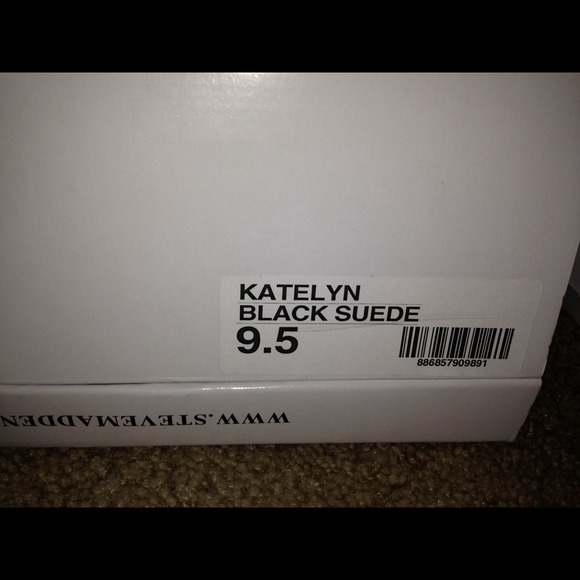 KATELYN
BLACK SUEDE
9.5
886857909891
WWW.STEVEMADDEN